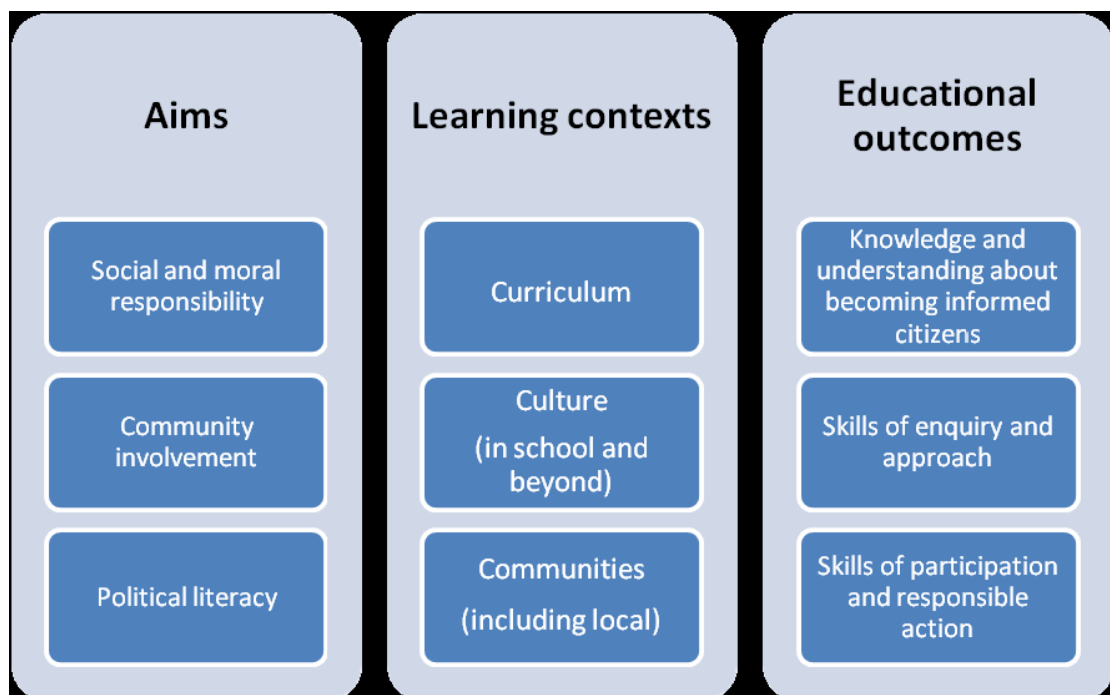 Aims
Social and moral
responsibility
Community
involvement
Political literacy
Learning contexts
Curriculum
Culture
(in school and
beyond)
Communities
(including local)
Educational
outcomes
Knowledge and
understanding about
becoming informed
citizens
Skills of enquiry and
approach
Skills of participation
and responsible
action